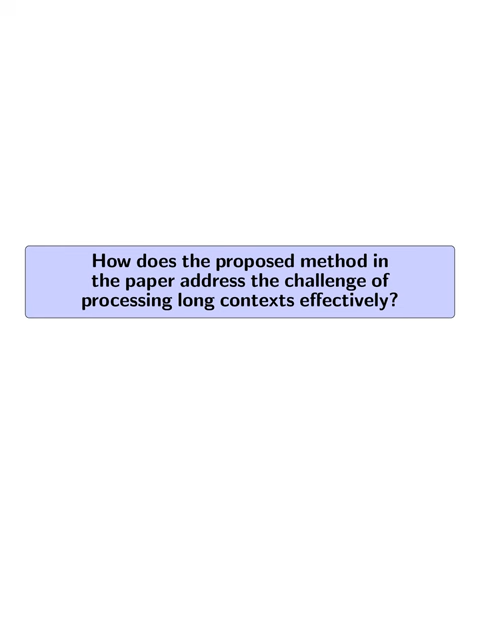 How does the proposed method in
the paper address the challenge of
processing long contexts effectively?